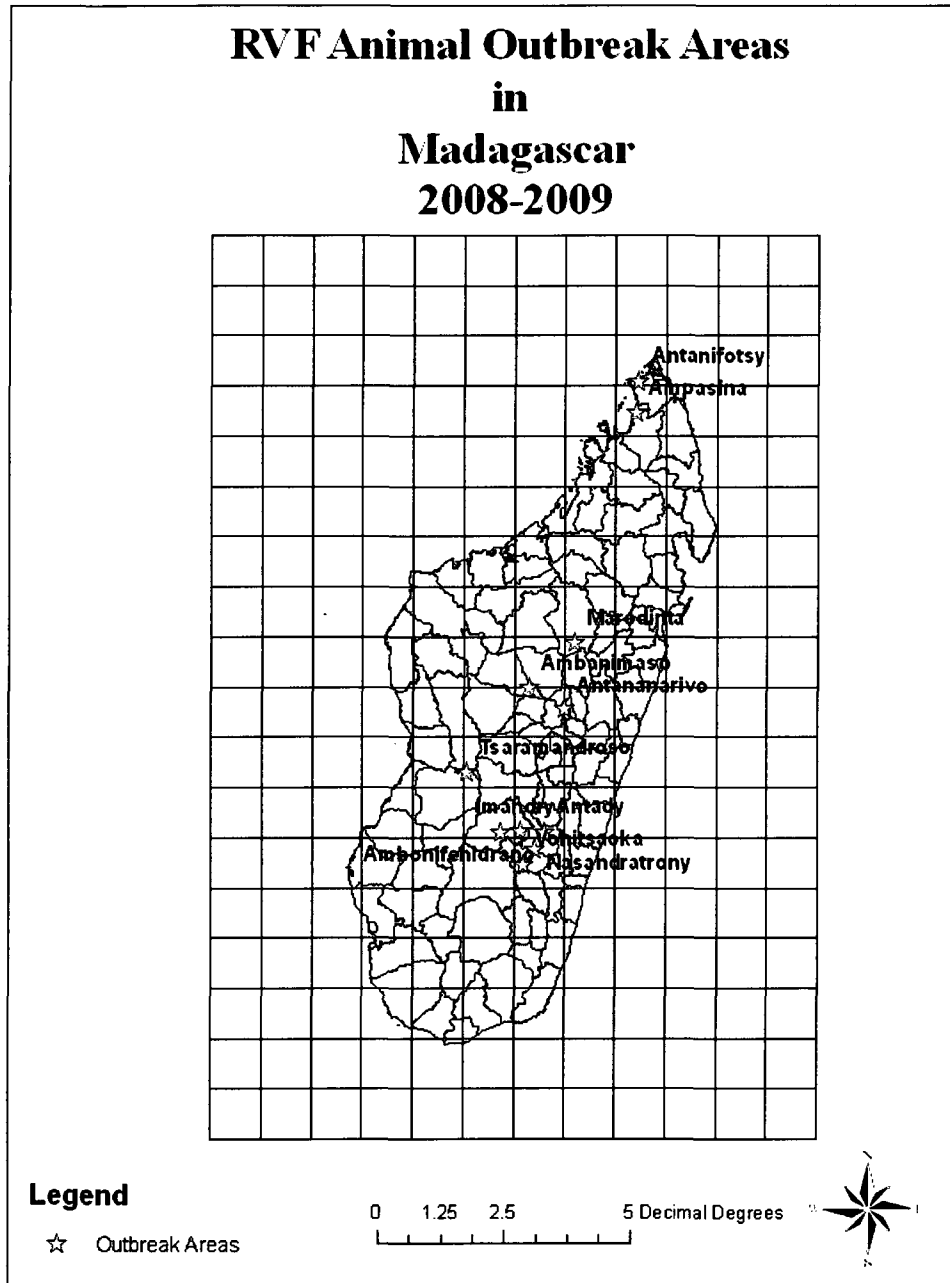 RVF Animal Outbreak Areas
in
Madagascar
2008-2009
Antanifotsy
Ampasina
Marodinta
Ambanimaso
Antananarivo
Tsaramandroso
Imandry Antady
Vohitsaoka
Ambonifehidrano
Nasandratrony
Legend
Outbreak Areas
0 1.25 2.5 5 Decimal Degrees